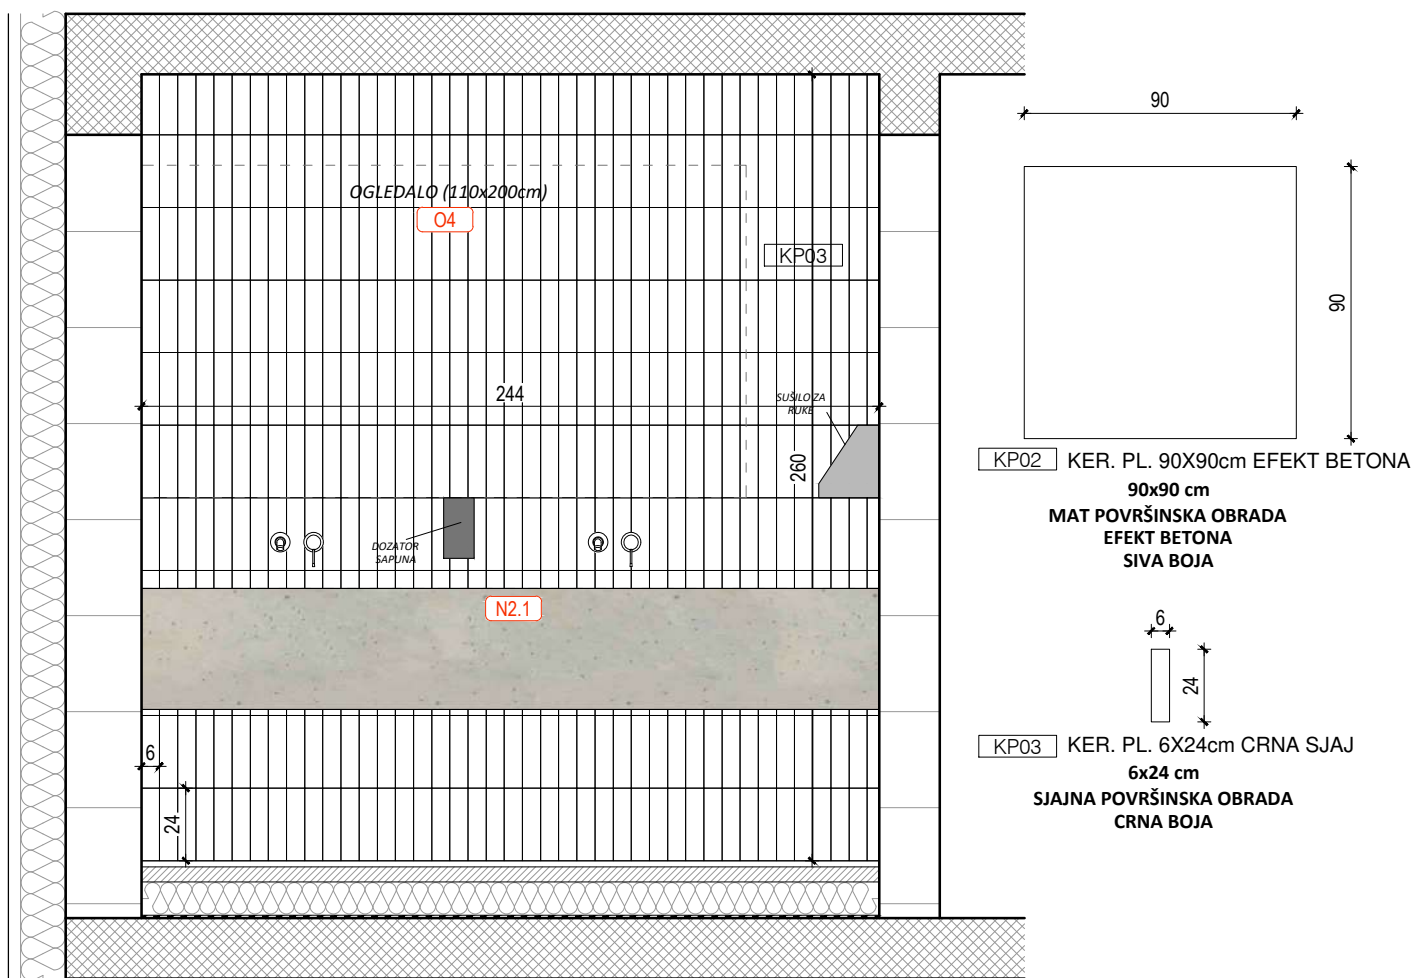 OGLEDALO (110x200cm)
O4
KP03
244
SUŠILO ZA
RUKE
260
DOZATOR
SAPUNA
N2.1
6
24
90
90
KP02 KER. PL. 90X90cm EFEKT BETONA
90x90 cm
MAT POVRŠINSKA OBRADA
EFEKT BETONA
SIVA BOJA
6
24
KP03 KER. PL. 6X24cm CRNA SJAJ
6x24 cm
SJAJNA POVRŠINSKA OBRADA
CRNA BOJA